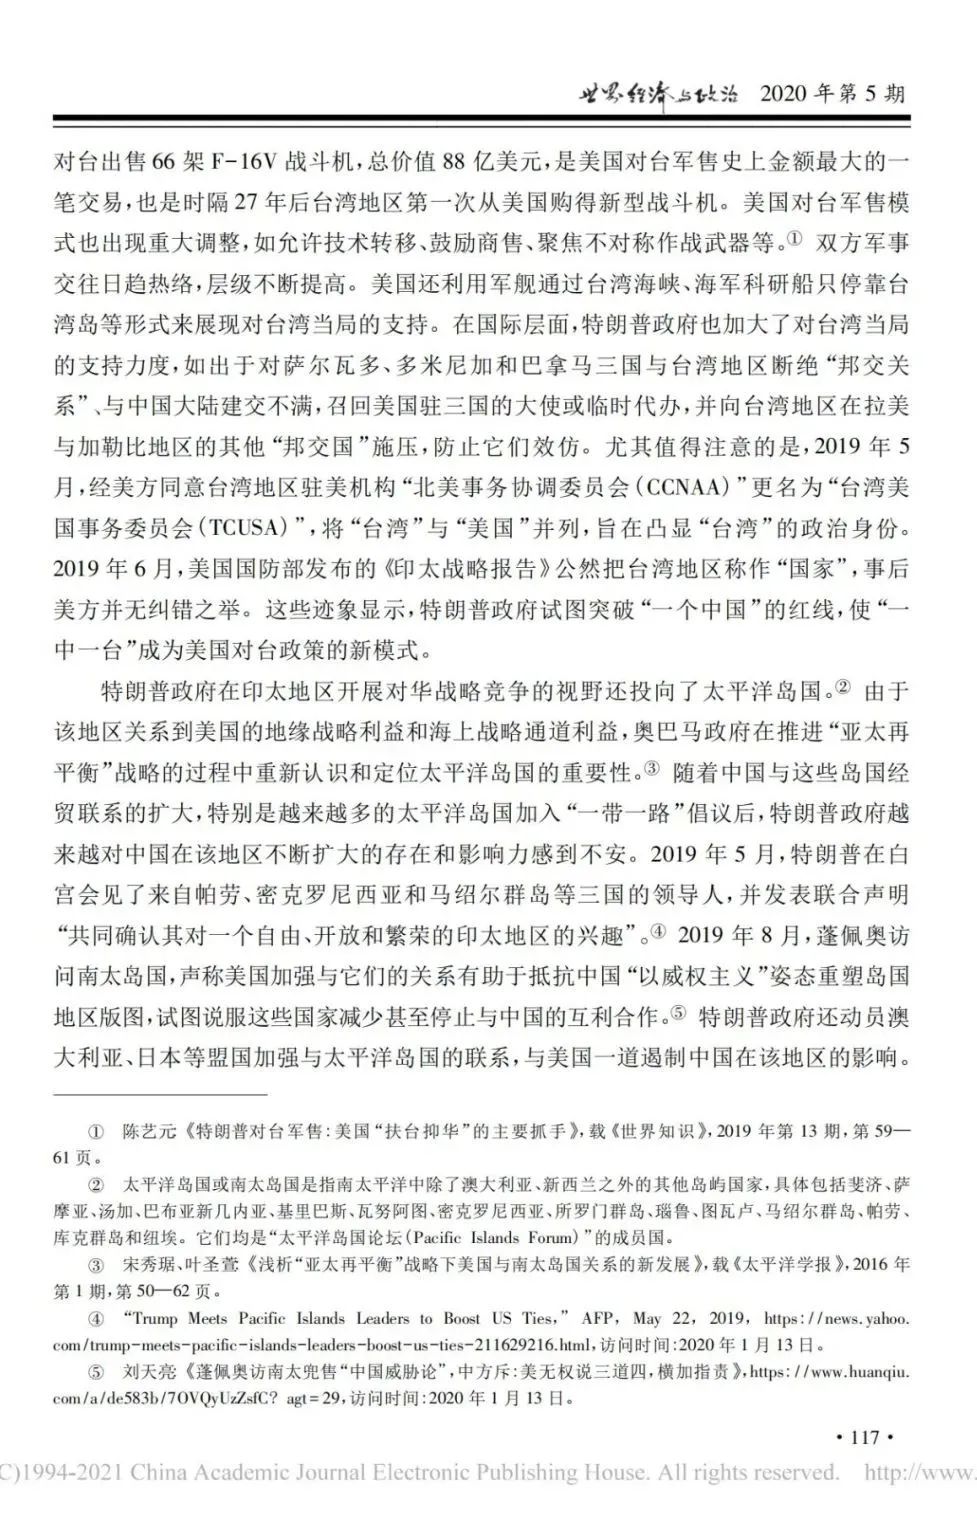 世界经济与政治 2020 年第 5 期
对台出售 66 架 F-16V 战斗机,总价值 88 亿美元,是美国对台军售史上金额最大的一
笔交易,也是时隔 27 年后台湾地区第一次从美国购得新型战斗机。美国对台军售模
式也出现重大调整,如允许技术转移、鼓励商售、聚焦不对称作战武器等。① 双方军事
交往日趋热络,层级不断提高。美国还利用军舰通过台湾海峡、海军科研船只停靠台
湾岛等形式来展现对台湾当局的支持。在国际层面,特朗普政府也加大了对台湾当局
的支持力度,如出于对萨尔瓦多、多米尼加和巴拿马三国与台湾地区断绝“邦交关
系”、与中国大陆建交不满,召回美国驻三国的大使或临时代办,并向台湾地区在拉美
与加勒比地区的其他“邦交国”施压,防止它们效仿。尤其值得注意的是,2019 年 5
月,经美方同意台湾地区驻美机构“北美事务协调委员会(CCNAA)”更名为“台湾美
国事务委员会(TCUSA)”,将“台湾”与“美国”并列,旨在凸显“台湾”的政治身份。
2019 年 6 月,美国国防部发布的《印太战略报告》公然把台湾地区称作“国家”,事后
美方并无纠错之举。这些迹象显示,特朗普政府试图突破“一个中国”的红线,使“一
中一台”成为美国对台政策的新模式。
特朗普政府在印太地区开展对华战略竞争的视野还投向了太平洋岛国。② 由于
该地区关系到美国的地缘战略利益和海上战略通道利益,奥巴马政府在推进“亚太再
平衡”战略的过程中重新认识和定位太平洋岛国的重要性。③ 随着中国与这些岛国经
贸联系的扩大,特别是越来越多的太平洋岛国加入“一带一路”倡议后,特朗普政府越
来越对中国在该地区不断扩大的存在和影响力感到不安。2019 年 5 月,特朗普在白
宫会见了来自帕劳、密克罗尼西亚和马绍尔群岛等三国的领导人,并发表联合声明
“共同确认其对一个自由、开放和繁荣的印太地区的兴趣”。④ 2019 年 8 月,蓬佩奥访
问南太岛国,声称美国加强与它们的关系有助于抵抗中国“以威权主义”姿态重塑岛国
地区版图,试图说服这些国家减少甚至停止与中国的互利合作。⑤ 特朗普政府还动员澳
大利亚、日本等盟国加强与太平洋岛国的联系,与美国一道遏制中国在该地区的影响。
① 陈艺元:《特朗普对台军售:美国“扶台抑华”的主要抓手》,载《世界知识》,2019 年第 13 期,第 59—
61 页。
② 太平洋岛国或南太岛国是指南太平洋中除了澳大利亚、新西兰之外的其他岛屿国家,具体包括斐济、萨
摩亚、汤加、巴布亚新几内亚、基里巴斯、瓦努阿图、密克罗尼西亚、所罗门群岛、瑙鲁、图瓦卢、马绍尔群岛、帕劳、
库克群岛和纽埃。它们均是“太平洋岛国论坛(Pacific Islands Forum)”的成员国。
③ 宋秀琚、叶圣萱:《浅析“亚太再平衡”战略下美国与南太岛国关系的新发展》,载《太平洋学报》,2016 年
第 1 期,第 50—62 页。
④ “Trump Meets Pacific Islands Leaders to Boost US Ties,” AFP, May 22, 2019, https://news.yahoo.
com/trump-meets-pacific-islands-leaders-boost-us-ties-211629216.html,访问时间:2020 年 1 月 13 日。
⑤ 刘天亮:《蓬佩奥访南太兜售“中国威胁论”,中方斥:美无权说三道四,横加指责》,https://www.huanqiu.
com/a/de583b/7OVQyUzZsfC? agt=29,访问时间:2020 年 1 月 13 日。
·117·
C)1994-2021 China Academic Journal Electronic Publishing House. All rights reserved. http://www.